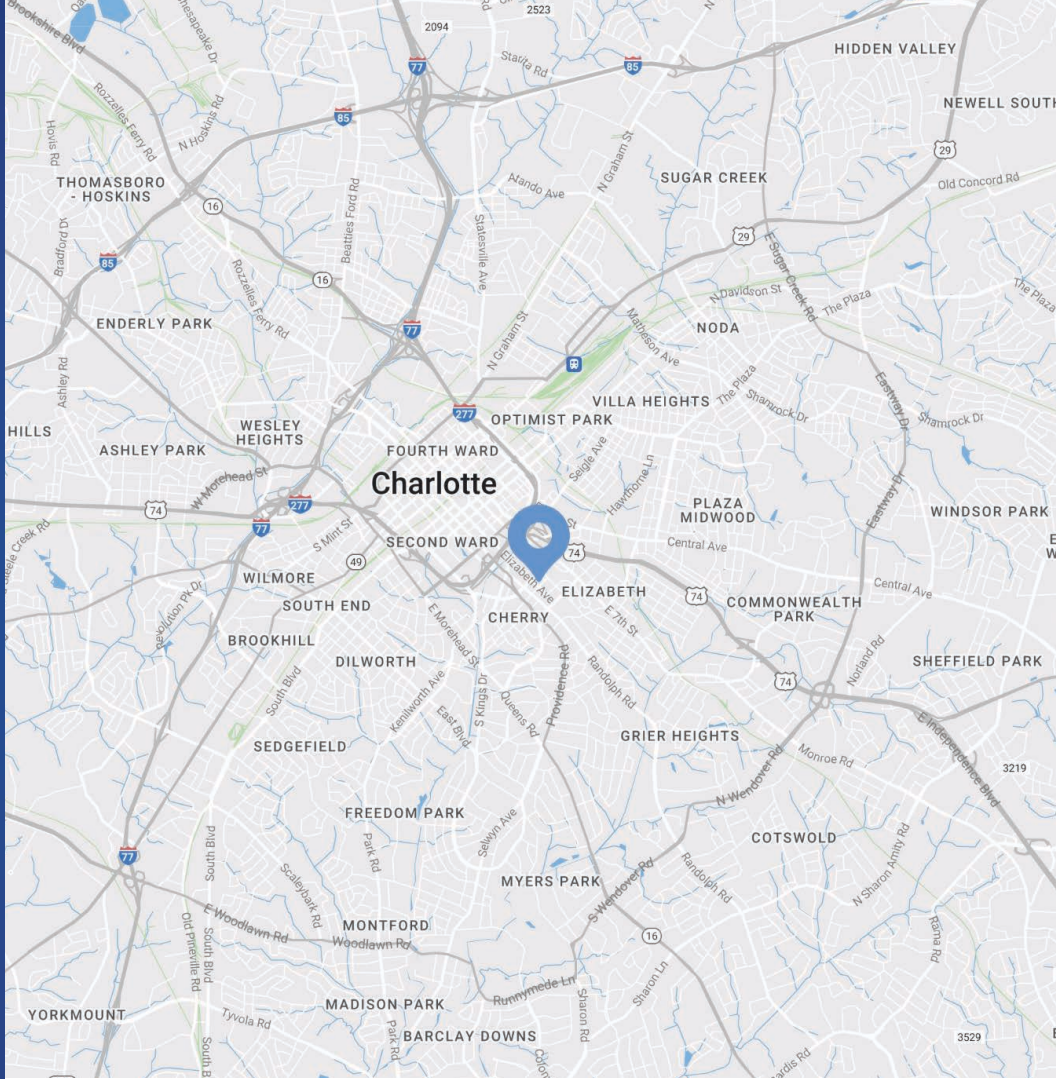 2523
2094
Brookshire Blvd
Chesapeake Dr
HIDDEN VALLEY
77
Starita Rd
85
85
NEWELL SOUTH
Rozzelles Ferry Rd
N Hoskins Rd
Hovis Rd
N Graham St
29
THOMASBORO
- HOSKINS
SUGAR CREEK
Atando Ave
Old Concord Rd
16
Beatties Ford Rd
Statesville Ave
Bradford Dr
29
E Sugar Creek Rd
85
16
Rozzelles Ferry Rd
N Davidson St
The Plaza
The Plaza
ENDERLY PARK
77
N Graham St
Matheson Ave
NODA
Ashley Rd
The Plaza
Eastway Dr
VILLA HEIGHTS
Shamrock Dr
277
OPTIMIST PARK
Shamrock Dr
HILLS
WESLEY
HEIGHTS
ASHLEY PARK
FOURTH WARD
Seigle Ave
Hawthorne Ln
W Morehead St
Charlotte
Eastway Dr
277
74
PLAZA
MIDWOOD
WINDSOR PARK
77
S Mint St
St
Steele Creek Rd
SECOND WARD
74
Central Ave
49
Elizabeth Ave
WILMORE
ELIZABETH
74
Central Ave
Revolution Pk Dr
SOUTH END
CHERRY
E 7th St
COMMONWEALTH
PARK
BROOKHILL
E Morehead St
Norland Rd
DILWORTH
SHEFFIELD PARK
South Blvd
Kenilworth Ave
S Kings Dr
Queens Rd
Providence Rd
Randolph Rd
74
East Blvd
SEDGEFIELD
GRIER HEIGHTS
E Independence Blvd
Monroe Rd
3219
N Wendover Rd
FREEDOM PARK
Selwyn Ave
COTSWOLD
South Blvd
Park Rd
77
Scaleybark Rd
MYERS PARK
S Wendover Rd
Randolph Rd
N Sharon Amity Rd
E Woodlawn Rd
MONTFORD
Woodlawn Rd
Old Pineville Rd
South Blvd
16
Rama Rd
Sharon Ln
Runnymede Ln
MADISON PARK
YORKMOUNT
Tyvola Rd
Park Rd
BARCLAY DOWNS
Sharon Rd
3529